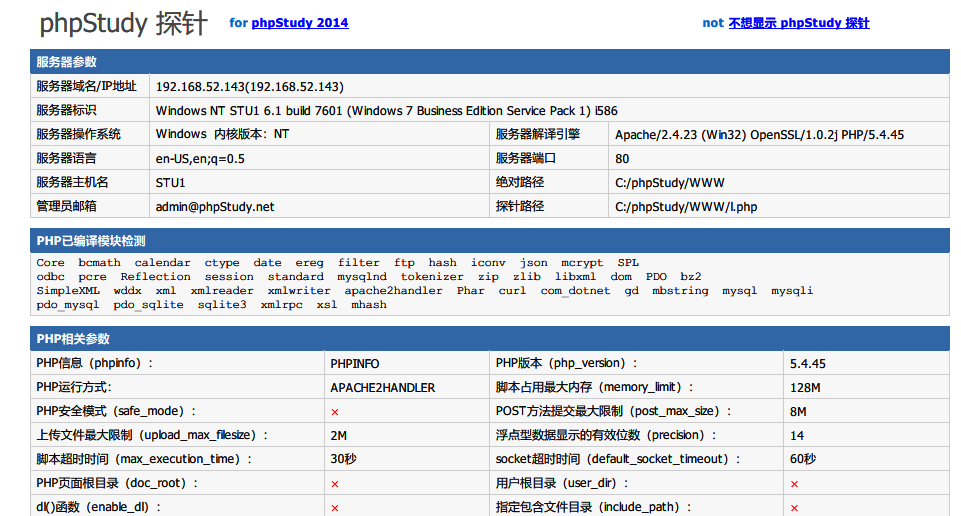 phpStudy 探针 for phpStudy 2014 not 不想显示 phpStudy 探针
服务器参数
服务器域名/IP地址 192.168.52.143(192.168.52.143)
服务器标识 Windows NT STU1 6.1 build 7601 (Windows 7 Business Edition Service Pack 1) i586
服务器操作系统 Windows 内核版本：NT 服务器解译引擎 Apache/2.4.23 (Win32) OpenSSL/1.0.2j PHP/5.4.45
服务器语言 en-US,en;q=0.5 服务器端口 80
服务器主机名 STU1 绝对路径 C:/phpStudy/WWW
管理员邮箱 admin@phpStudy.net 探针路径 C:/phpStudy/WWW/l.php
PHP已编译模块检测
Core bcmath calendar ctype date ereg filter ftp hash iconv json mcrypt SPL
odbc pcre Reflection session standard mysqlnd tokenizer zip zlib libxml dom PDO bz2
SimpleXML wddx xml xmlreader xmlwriter apache2handler Phar curl com_dotnet gd mbstring mysql mysqli
pdo_mysql pdo_sqlite sqlite3 xmlrpc xsl mhash
PHP相关参数
PHP信息（phpinfo）： PHPINFO PHP版本（php_version）： 5.4.45
PHP运行方式： APACHE2HANDLER 脚本占用最大内存（memory_limit）： 128M
PHP安全模式（safe_mode）： × POST方法提交最大限制（post_max_size）： 8M
上传文件最大限制（upload_max_filesize）： 2M 浮点型数据显示的有效位数（precision）： 14
脚本超时时间（max_execution_time）： 30秒 socket超时时间（default_socket_timeout）： 60秒
PHP页面根目录（doc_root）： × 用户根目录（user_dir）： ×
dl()函数（enable_dl）： × 指定包含文件目录（include_path）： ×